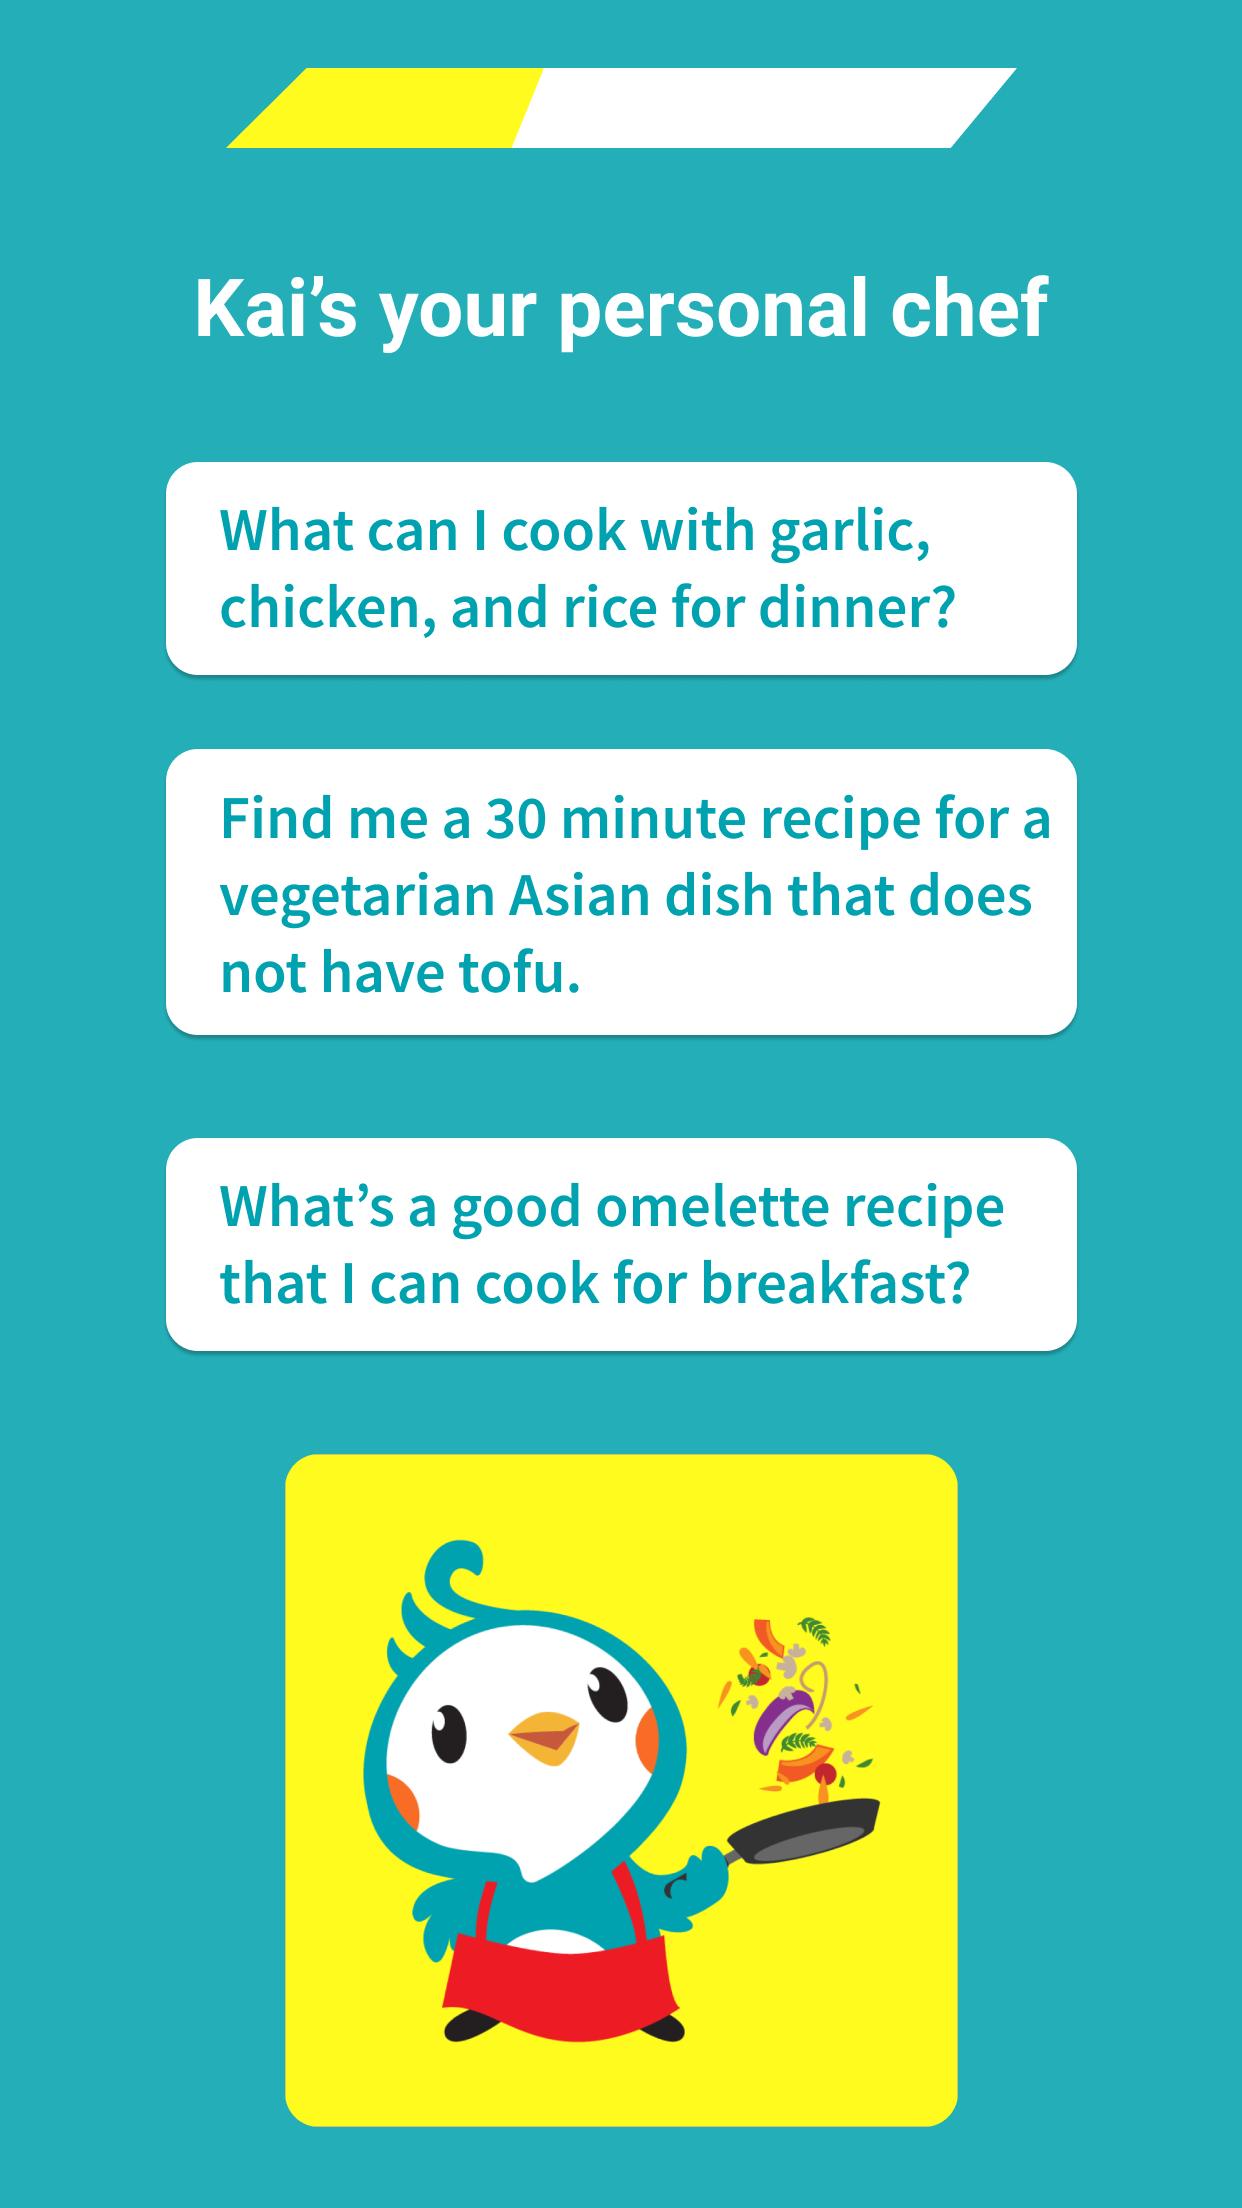 Kai’s your personal chef
What can I cook with garlic,
chicken, and rice for dinner?
Find me a 30 minute recipe for a
vegetarian Asian dish that does
not have tofu.
What’s a good omelette recipe
that I can cook for breakfast?